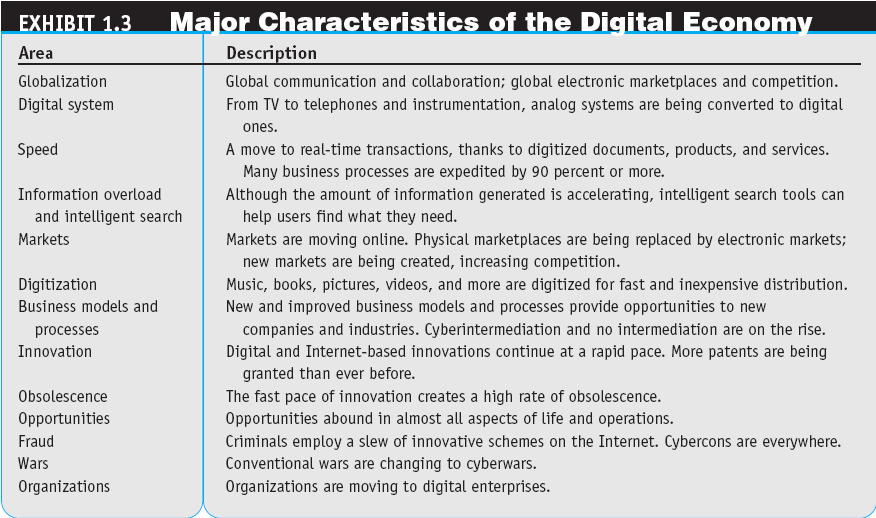 EXHIBIT 1.3 Major Characteristics of the Digital Economy
Area Description
Globalization Global communication and collaboration; global electronic marketplaces and competition.
Digital system From TV to telephones and instrumentation, analog systems are being converted to digital
ones.
Speed A move to real-time transactions, thanks to digitized documents, products, and services.
Many business processes are expedited by 90 percent or more.
Information overload Although the amount of information generated is accelerating, intelligent search tools can
and intelligent search help users find what they need.
Markets Markets are moving online. Physical marketplaces are being replaced by electronic markets;
new markets are being created, increasing competition.
Digitization Music, books, pictures, videos, and more are digitized for fast and inexpensive distribution.
Business models and New and improved business models and processes provide opportunities to new
processes companies and industries. Cyberintermediation and no intermediation are on the rise.
Innovation Digital and Internet-based innovations continue at a rapid pace. More patents are being
granted than ever before.
Obsolescence The fast pace of innovation creates a high rate of obsolescence.
Opportunities Opportunities abound in almost all aspects of life and operations.
Fraud Criminals employ a slew of innovative schemes on the Internet. Cybercons are everywhere.
Wars Conventional wars are changing to cyberwars.
Organizations Organizations are moving to digital enterprises.